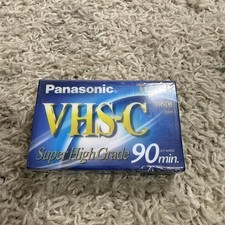 Panasonic
VHS-C
Super High Grade 90 min.